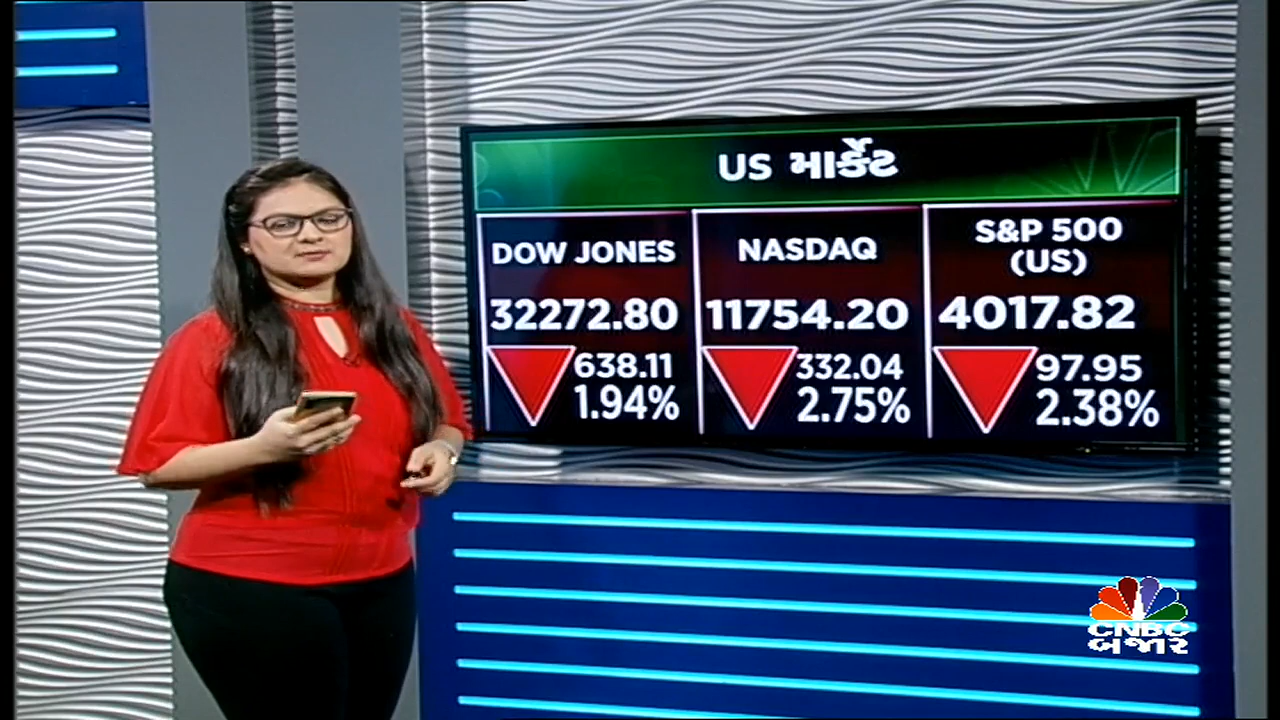 US માર્કેટ
DOW JONES
32272.80
638.11
1.94%
NASDAQ
11754.20
332.04
2.75%
S&P 500
(US)
4017.82
97.95
2.38%
CNBC
બજાર